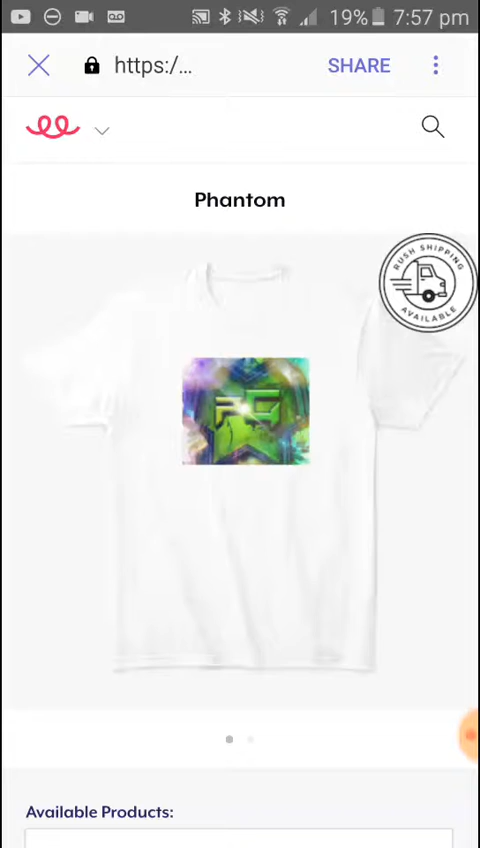 19% 7:57 pm
https:/... SHARE
Phantom
RUSH SHIPPING
AVAILABLE
Available Products: